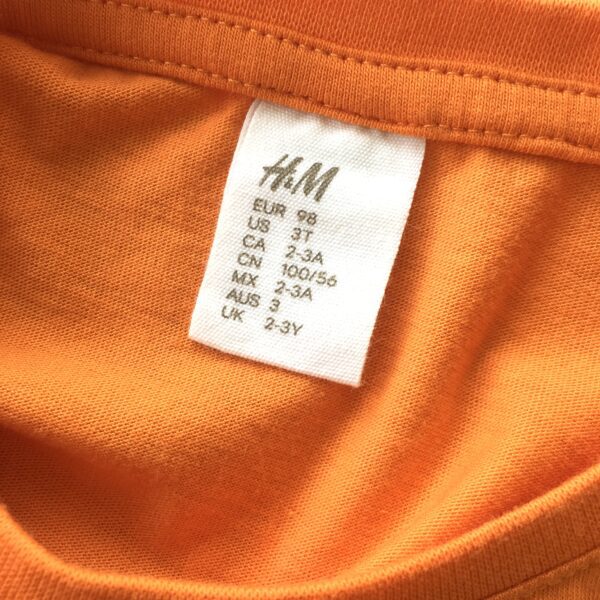 H&M
EUR 98
US 3T
CA 2-3A
CN 100/56
MX 2-3A
AUS 3
UK 2-3Y